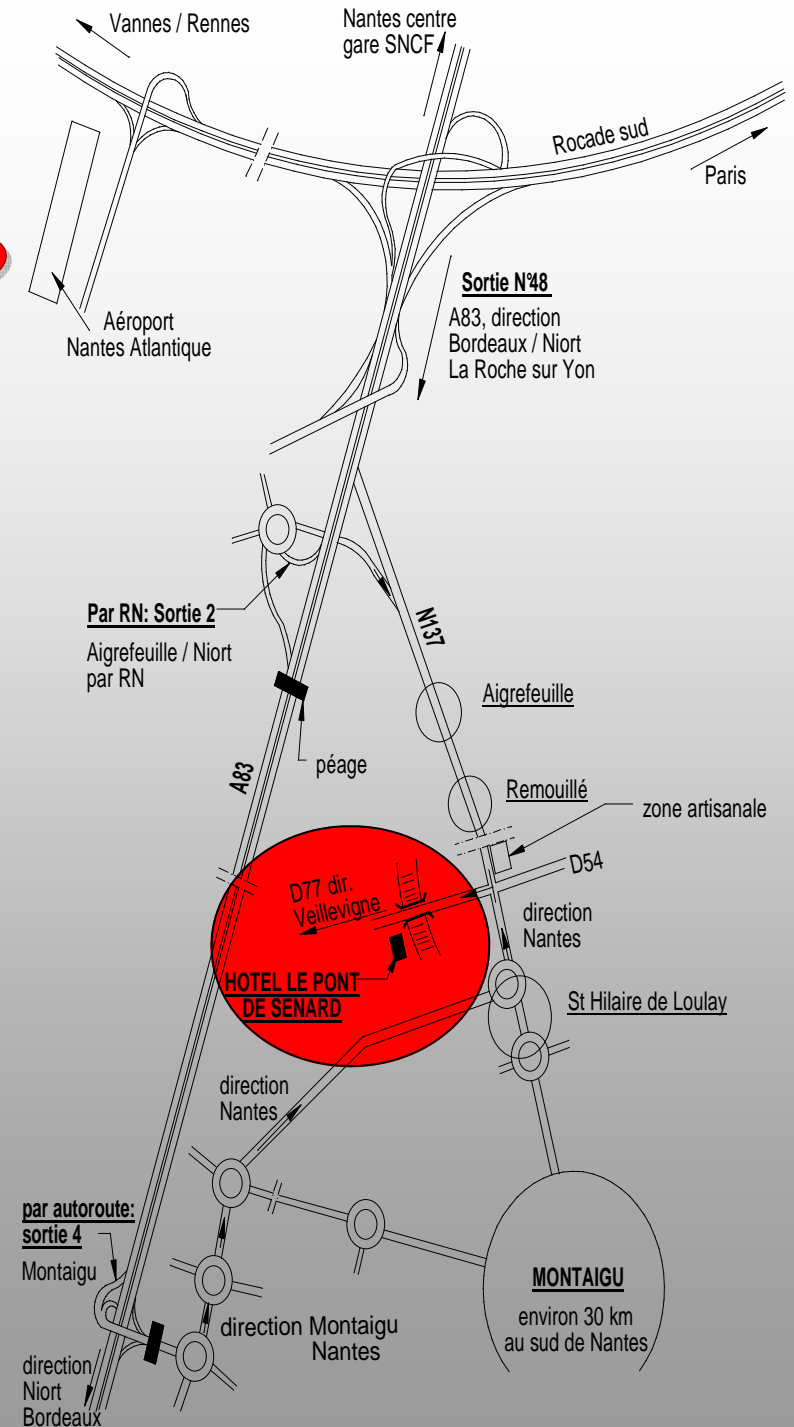 Vannes / Rennes
Nantes centre
gare SNCF
Rocade sud
Paris
Aéroport
Nantes Atlantique
Sortie N°48
A83, direction
Bordeaux / Niort
La Roche sur Yon
Par RN: Sortie 2
Aigrefeuille / Niort
par RN
N137
Aigrefeuille
péage
A83
Remouillé
zone artisanale
D54
D77 dir.
Veillevigne
direction
Nantes
HOTEL LE PONT
DE SENARD
St Hilaire de Loulay
direction
Nantes
par autoroute:
sortie 4
Montaigu
MONTAIGU
environ 30 km
au sud de Nantes
direction Montaigu
Nantes
direction
Niort
Bordeaux